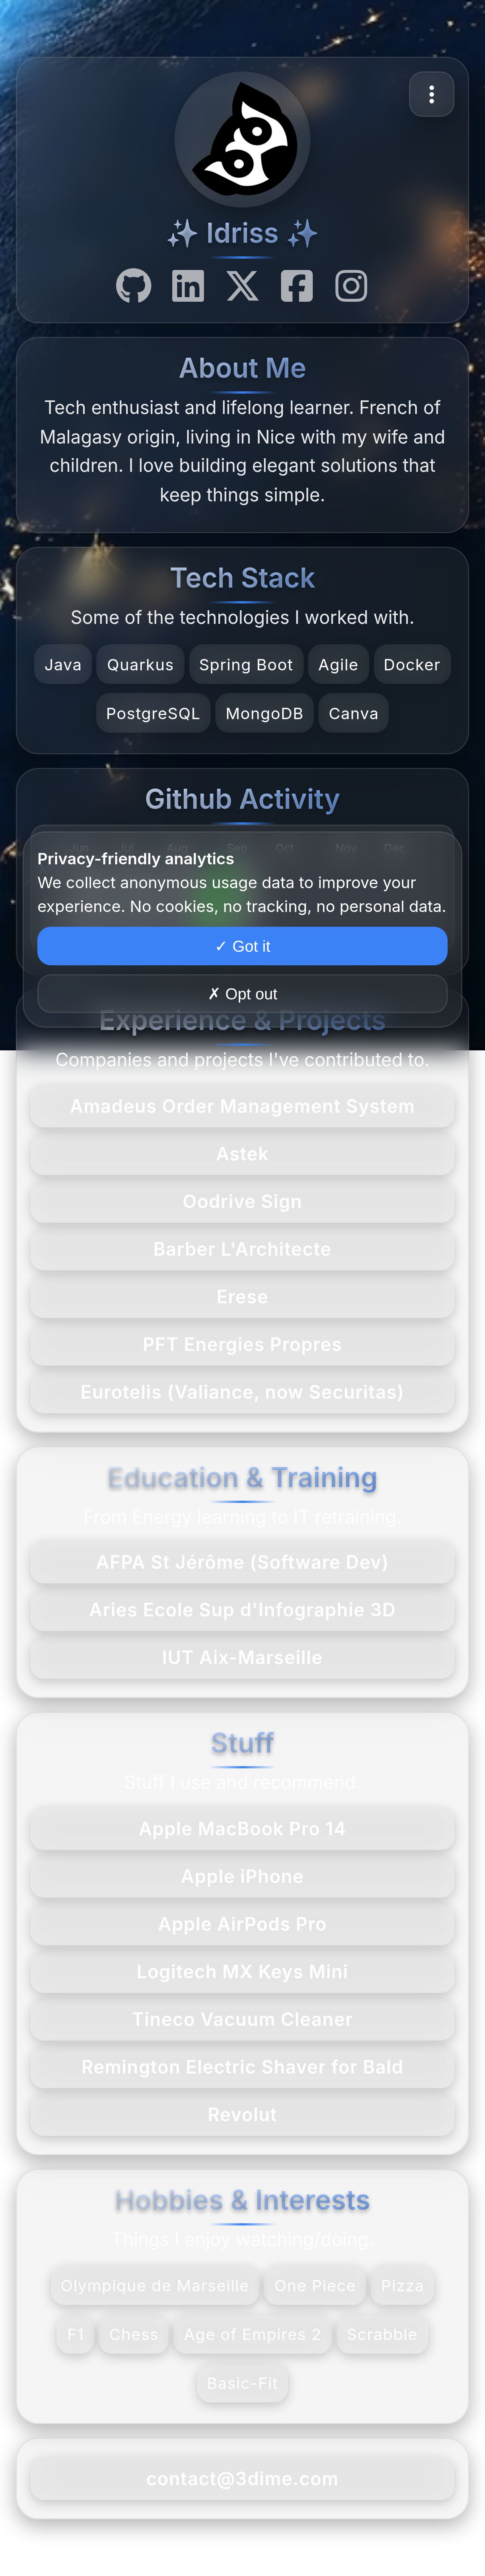 ✨ Idriss ✨
About Me
Tech enthusiast and lifelong learner. French of
Malagasy origin, living in Nice with my wife and
children. I love building elegant solutions that
keep things simple.
Tech Stack
Some of the technologies I worked with.
Java Quarkus Spring Boot Agile Docker
PostgreSQL MongoDB Canva
Github Activity
Jun Jul Aug Sep Oct Nov Dec
Privacy-friendly analytics
We collect anonymous usage data to improve your
experience. No cookies, no tracking, no personal data.
✓ Got it
✗ Opt out
Experience & Projects
Companies and projects I've contributed to.
Amadeus Order Management System
Astek
Oodrive Sign
Barber L'Architecte
Erese
PFT Energies Propres
Eurotelis (Valiance, now Securitas)
Education & Training
From Energy learning to IT retraining.
AFPA St Jérôme (Software Dev)
Aries Ecole Sup d'Infographie 3D
IUT Aix-Marseille
Stuff
Stuff I use and recommend.
Apple MacBook Pro 14
Apple iPhone
Apple AirPods Pro
Logitech MX Keys Mini
Tineco Vacuum Cleaner
Remington Electric Shaver for Bald
Revolut
Hobbies & Interests
Things I enjoy watching/doing.
Olympique de Marseille One Piece Pizza
F1 Chess Age of Empires 2 Scrabble
Basic-Fit
contact@3dime.com